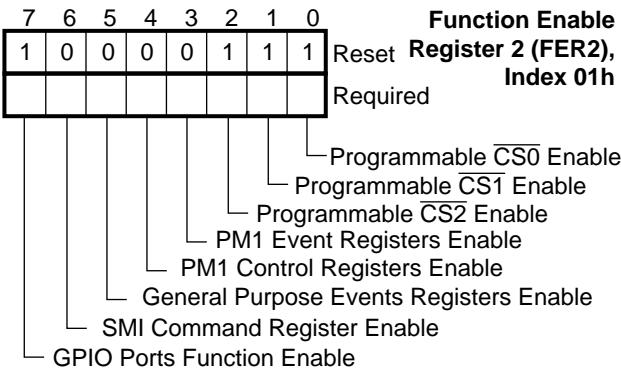 7 6 5 4 3 2 1 0
Function Enable
Register 2 (FER2),
Index 01h
1 0 0 0 0 1 1 1 Reset
Required
Programmable CS0 Enable
Programmable CS1 Enable
Programmable CS2 Enable
PM1 Event Registers Enable
PM1 Control Registers Enable
General Purpose Events Registers Enable
SMI Command Register Enable
GPIO Ports Function Enable